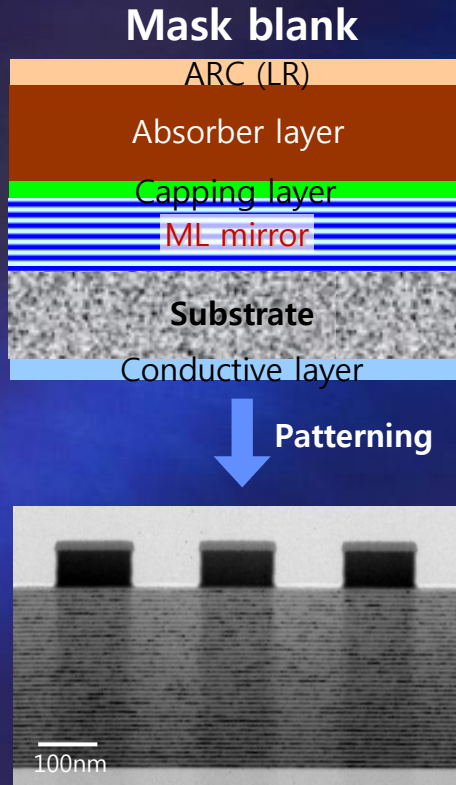 Mask blank
ARC (LR)
Absorber layer
Capping layer
ML mirror
Substrate
Conductive layer
Patterning
100nm